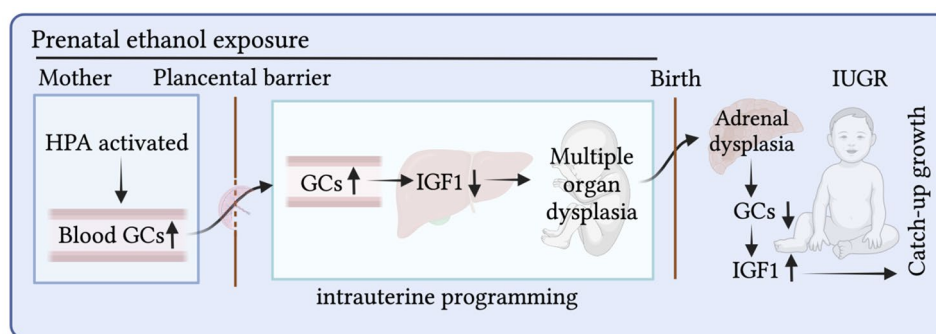 Prenatal ethanol exposure
Mother
Plancental barrier
Birth
IUGR
HPA activated
Blood GCs
GCs
IGF1
Multiple
organ
dysplasia
intrauterine programming
Adrenal
dysplasia
GCs
IGF1
Catch-up growth